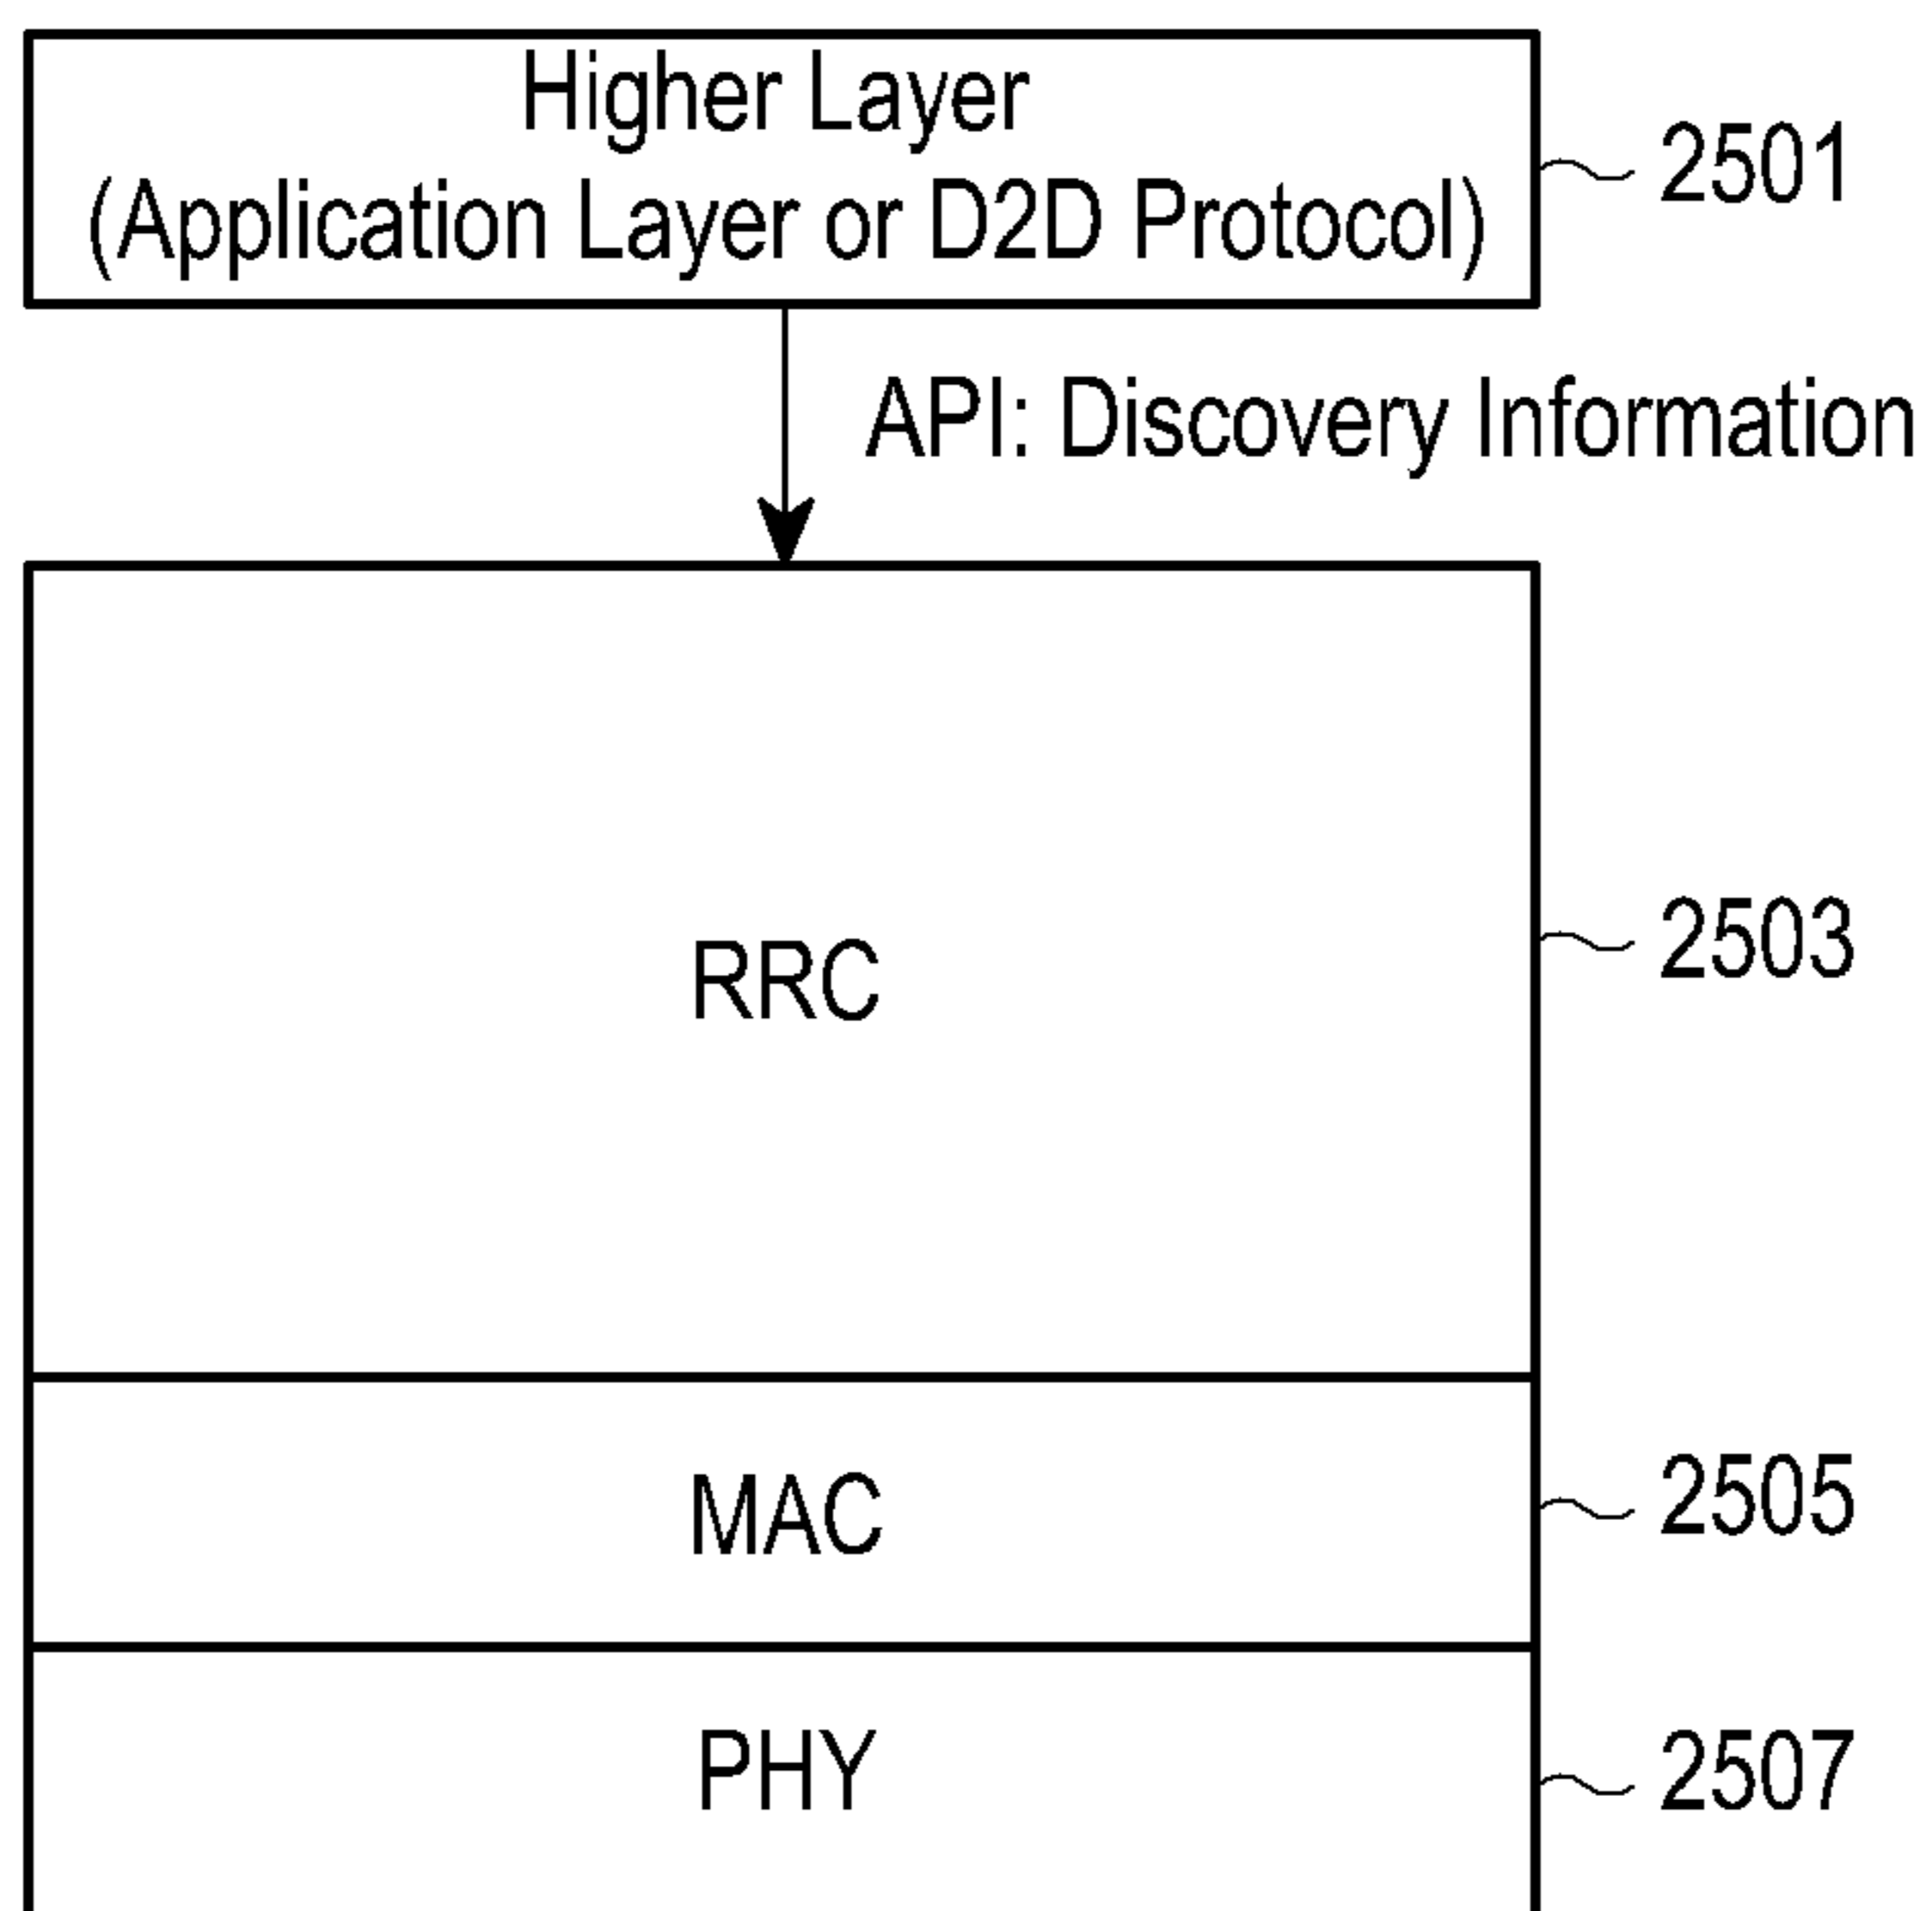 Higher Layer
(Application Layer or D2D Protocol)
2501
API: Discovery Information
RRC
2503
MAC
2505
PHY
2507